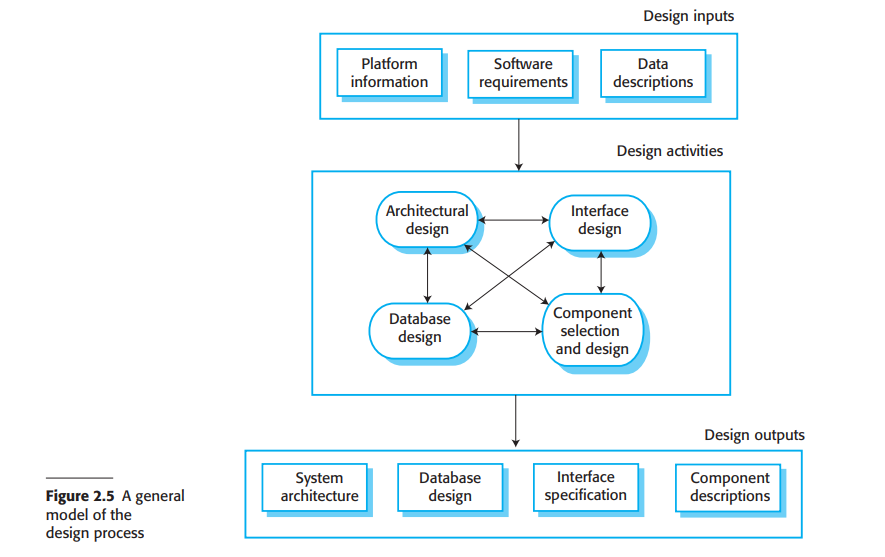 Design inputs
Platform
information
Software
requirements
Data
descriptions
Design activities
Architectural
design
Interface
design
Database
design
Component
selection
and design
Design outputs
System
architecture
Database
design
Interface
specification
Component
descriptions
Figure 2.5 A general
model of the
design process